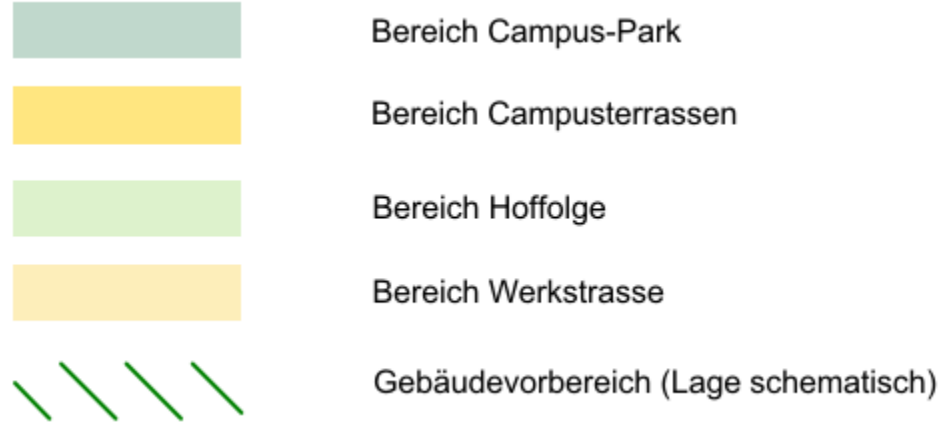 Bereich Campus-Park
Bereich Campusterrassen
Bereich Hoffolge
Bereich Werkstrasse
Gebäudevorbereich (Lage schematisch)